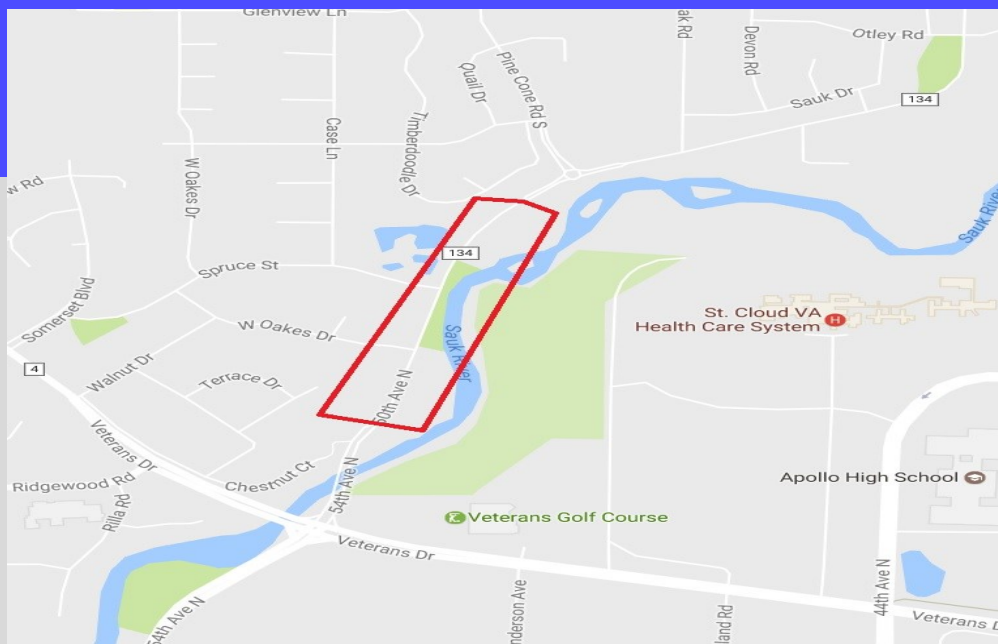 Glenview Ln
Otley Rd
Devon Rd
Quail Dr
Pine Cone Rd S
Sauk Dr
134
Case Ln
Timberdoodle Dr
W Oakes Dr
Rd
Sauk River
134
Spruce St
Somerset Blvd
St. Cloud VA
Health Care System
H
W Oakes Dr
Sauk River
4
Walnut Dr
Terrace Dr
50th Ave N
Veterans Dr
Ridgewood Rd
Chestnut Ct
54th Ave N
Apollo High School
Rilla Rd
Veterans Golf Course
Veterans Dr
44th Ave N
54th Ave N
Veterans